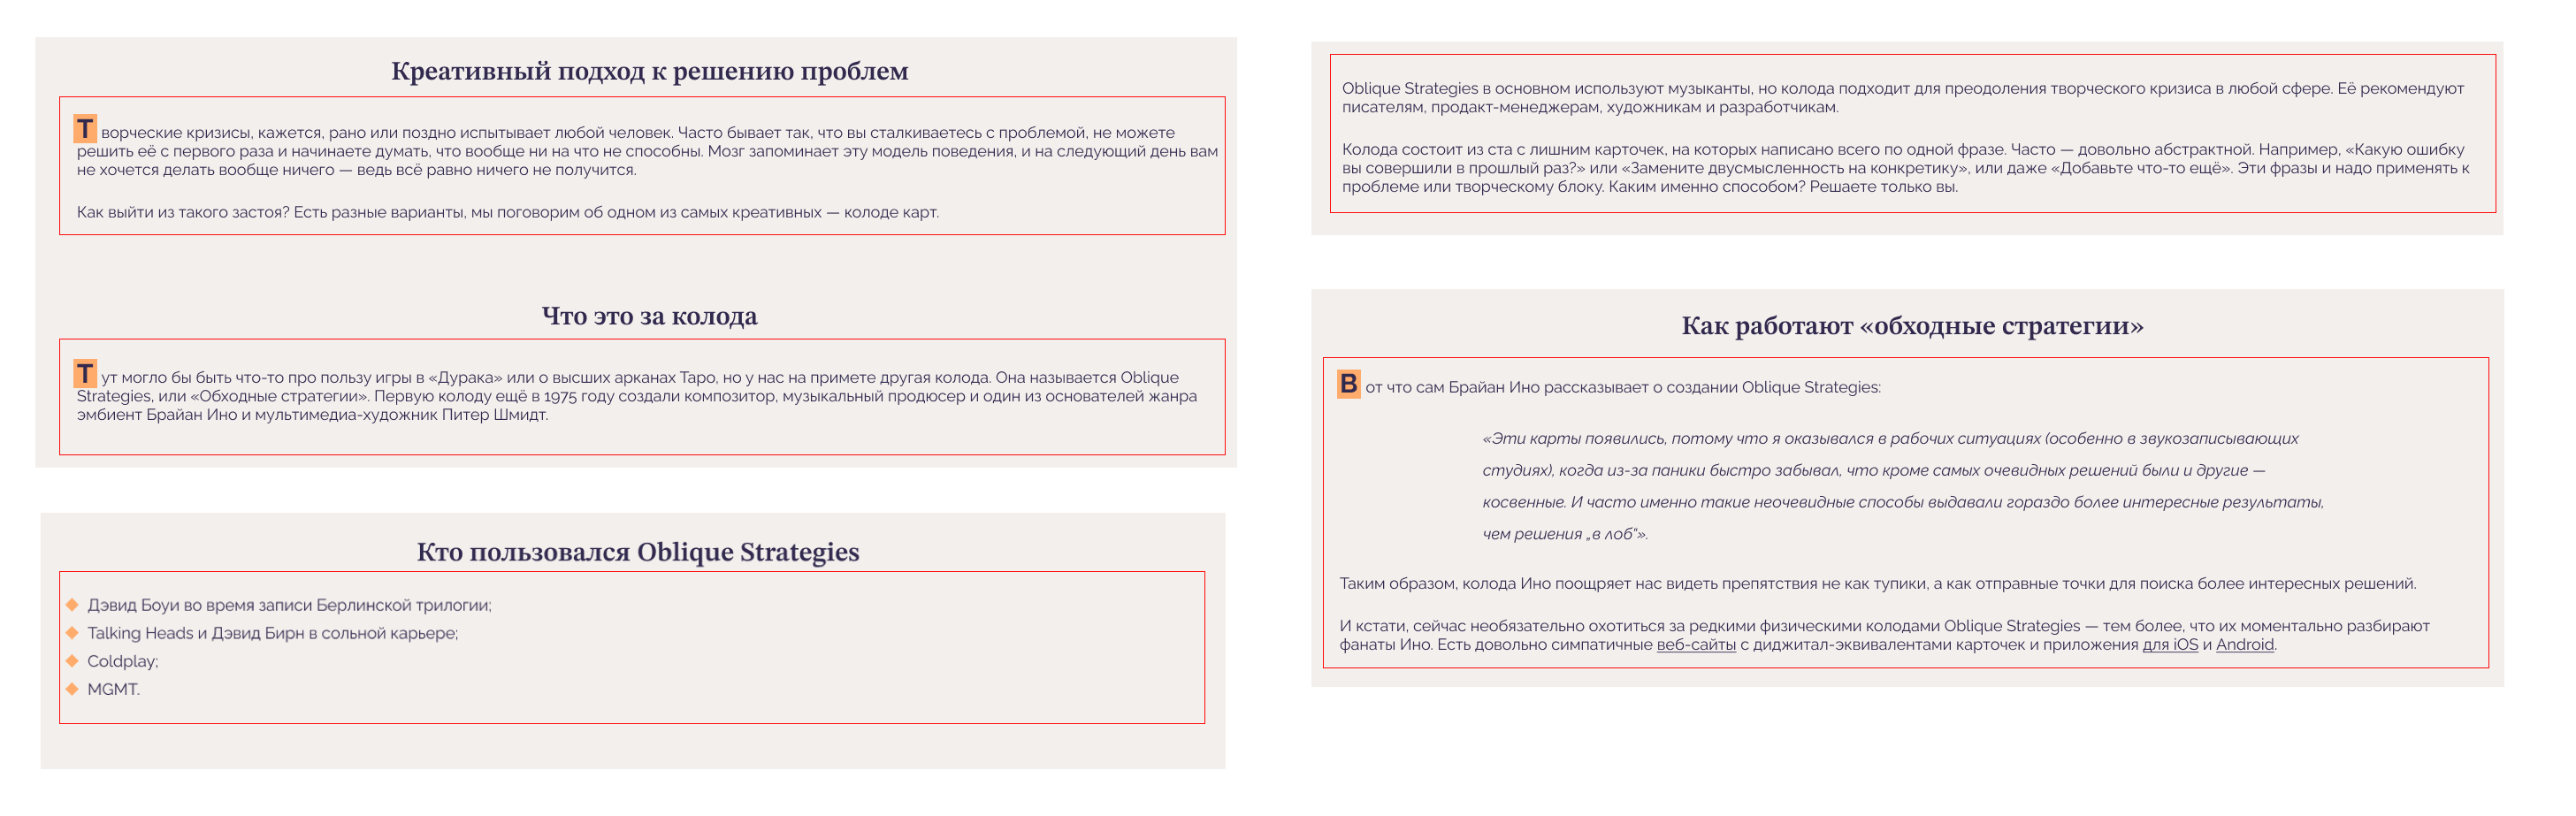 Креативный подход к решению проблем
Творческие кризисы, кажется, рано или поздно испытывает любой человек. Часто бывает так, что вы сталкиваетесь с проблемой, не можете
решить её с первого раза и начинаете думать, что вообще ни на что не способны. Мозг запоминает эту модель поведения, и на следующий день вам
не хочется делать вообще ничего — ведь всё равно ничего не получится.
Как выйти из такого застоя? Есть разные варианты, мы поговорим об одном из самых креативных — колоде карт.
Что это за колода
Тут могло бы быть что-то про пользу игры в «Дурака» или о высших арканах Таро, но у нас на примете другая колода. Она называется Oblique
Strategies, или «Обходные стратегии». Первую колоду ещё в 1975 году создали композитор, музыкальный продюсер и один из основателей жанра
эмбиент Брайан Ино и мультимедиа-художник Питер Шмидт.
Кто пользовался Oblique Strategies
Дэвид Боуи во время записи Берлинской трилогии;
Talking Heads и Дэвид Бирн в сольной карьере;
Coldplay;
MGMT.
Oblique Strategies в основном используют музыканты, но колода подходит для преодоления творческого кризиса в любой сфере. Её рекомендуют
писателям, продакт-менеджерам, художникам и разработчикам.
Колода состоит из ста с лишним карточек, на которых написано всего по одной фразе. Часто — довольно абстрактной. Например, «Какую ошибку
вы совершили в прошлый раз?» или «Замените двусмысленность на конкретику», или даже «Добавьте что-то ещё». Эти фразы и надо применять к
проблеме или творческому блоку. Каким именно способом? Решаете только вы.
Как работают «обходные стратегии»
Вот что сам Брайан Ино рассказывает о создании Oblique Strategies:
«Эти карты появились, потому что я оказывался в рабочих ситуациях (особенно в звукозаписывающих
студиях), когда из-за паники быстро забывал, что кроме самых очевидных решений были и другие —
косвенные. И часто именно такие неочевидные способы выдавали гораздо более интересные результаты,
чем решения „в лоб“».
Таким образом, колода Ино поощряет нас видеть препятствия не как тупики, а как отправные точки для поиска более интересных решений.
И кстати, сейчас необязательно охотиться за редкими физическими колодами Oblique Strategies — тем более, что их моментально разбирают
фанаты Ино. Есть довольно симпатичные веб-сайты с диджитал-эквивалентами карточек и приложения для iOS и Android.